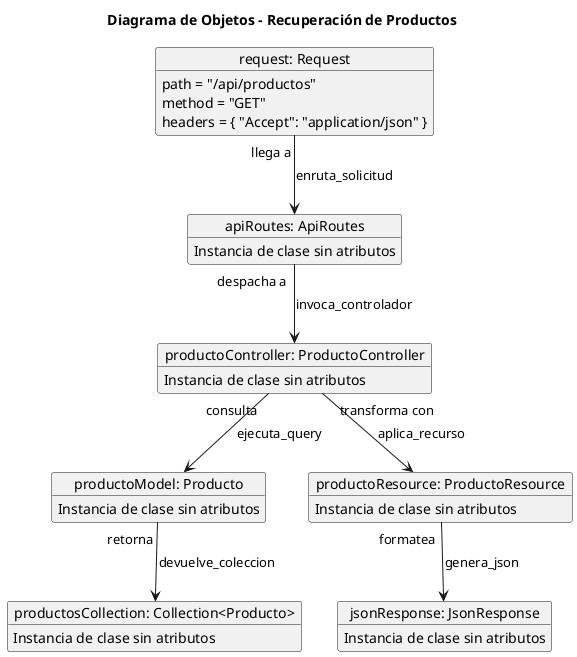 Diagrama de Objetos - Recuperación de Productos
request: Request
path = "/api/productos"
method = "GET"
headers = { "Accept": "application/json" }
llega a
enruta_solicitud
apiRoutes: ApiRoutes
Instancia de clase sin atributos
despacha a
invoca_controlador
productoController: ProductoController
Instancia de clase sin atributos
consulta
transforma con
ejecuta_query
aplica_recurso
productoModel: Producto
Instancia de clase sin atributos
productoResource: ProductoResource
Instancia de clase sin atributos
retorna
formatea
devuelve_coleccion
genera_json
productosCollection: Collection<Producto>
Instancia de clase sin atributos
jsonResponse: JsonResponse
Instancia de clase sin atributos